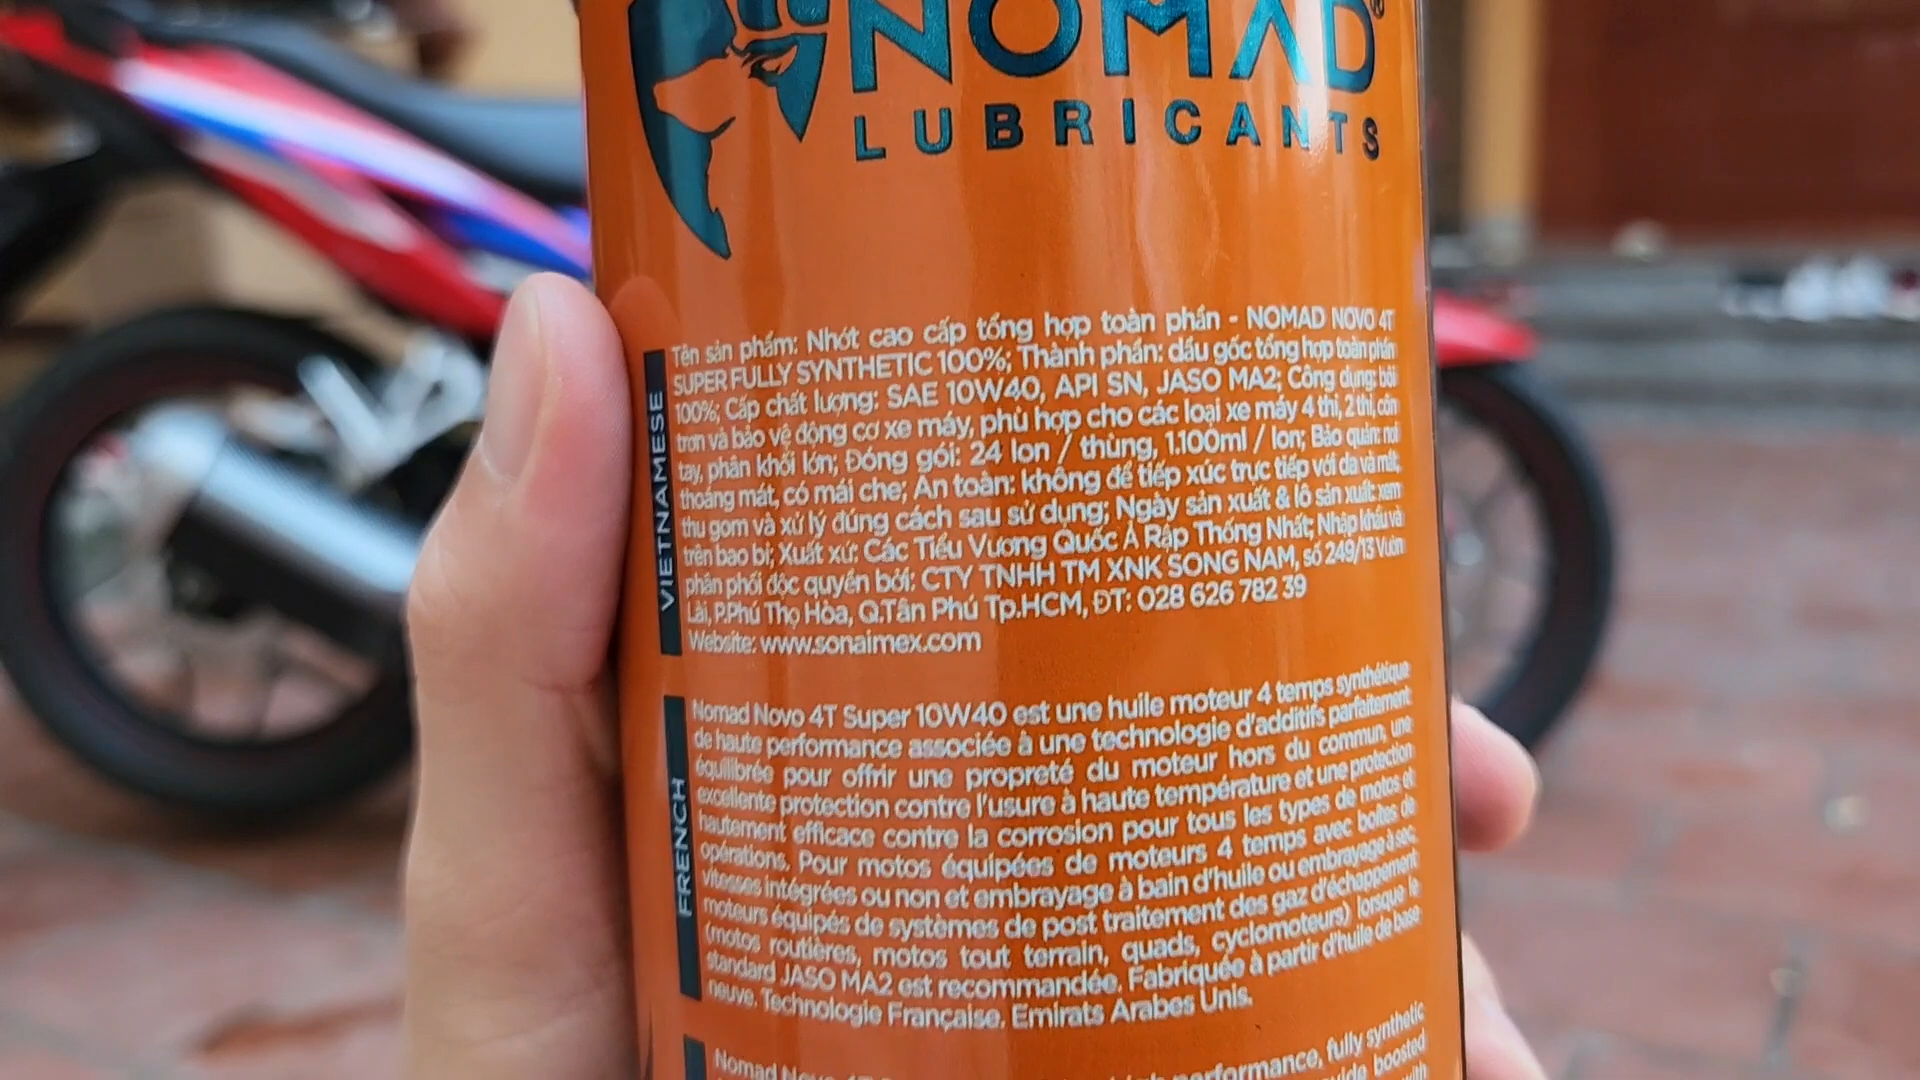 NOMAD®
LUBRICANTS
VIETNAMESE
Tên sản phẩm: Nhớt cao cấp tổng hợp toàn phần - NOMAD NOVO 4T
SUPER FULLY SYNTHETIC 100%; Thành phần: dầu gốc tổng hợp toàn phần
100%; Cấp chất lượng: SAE 10W40, API SN, JASO MA2; Công dụng: bôi
trơn và bảo vệ động cơ xe máy, phù hợp cho các loại xe máy 4 thì, 2 thì, côn
tay, phân khối lớn; Đóng gói: 24 lon / thùng, 1.100ml / lon; Bảo quản: nơi
thoáng mát, có mái che; An toàn: không để tiếp xúc trực tiếp với da và mắt,
thu gom và xử lý đúng cách sau sử dụng; Ngày sản xuất & lô sản xuất: xem
trên bao bì; Xuất xứ: Các Tiểu Vương Quốc Ả Rập Thống Nhất; Nhập khẩu và
phân phối độc quyền bởi: CTY TNHH TM XNK SONG NAM, số 249/13 Vườn
Lài, P.Phú Thọ Hòa, Q.Tân Phú Tp.HCM, ĐT: 028 626 782 39
Website: www.sonaimex.com
FRENCH
Nomad Novo 4T Super 10W40 est une huile moteur 4 temps synthétique
de haute performance associée à une technologie d'additifs parfaitement
équilibrée pour offrir une propreté du moteur hors du commun, une
excellente protection contre l'usure à haute température et une protection
hautement efficace contre la corrosion pour tous les types de motos et
opérations. Pour motos équipées de moteurs 4 temps avec boîtes de
vitesses intégrées ou non et embrayage à bain d'huile ou embrayage à sec,
moteurs équipés de systèmes de post traitement des gaz d'échappement
(motos routières, motos tout terrain, quads, cyclomoteurs) lorsque le
standard JASO MA2 est recommandée. Fabriquée à partir d'huile de base
neuve. Technologie Française. Emirats Arabes Unis.
Nomad Novo 4T performance, fully synthetic
boosted
with